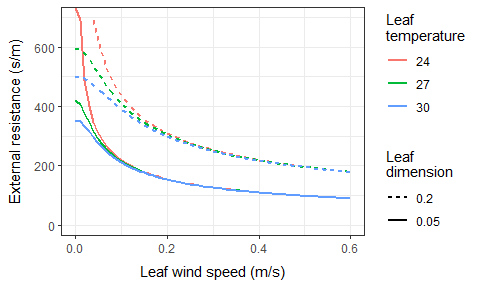 External resistance (s/m)
600
400
200
0
0.0
0.2
0.4
0.6
Leaf wind speed (m/s)
Leaf
temperature
24
27
30
Leaf
dimension
0.2
0.05